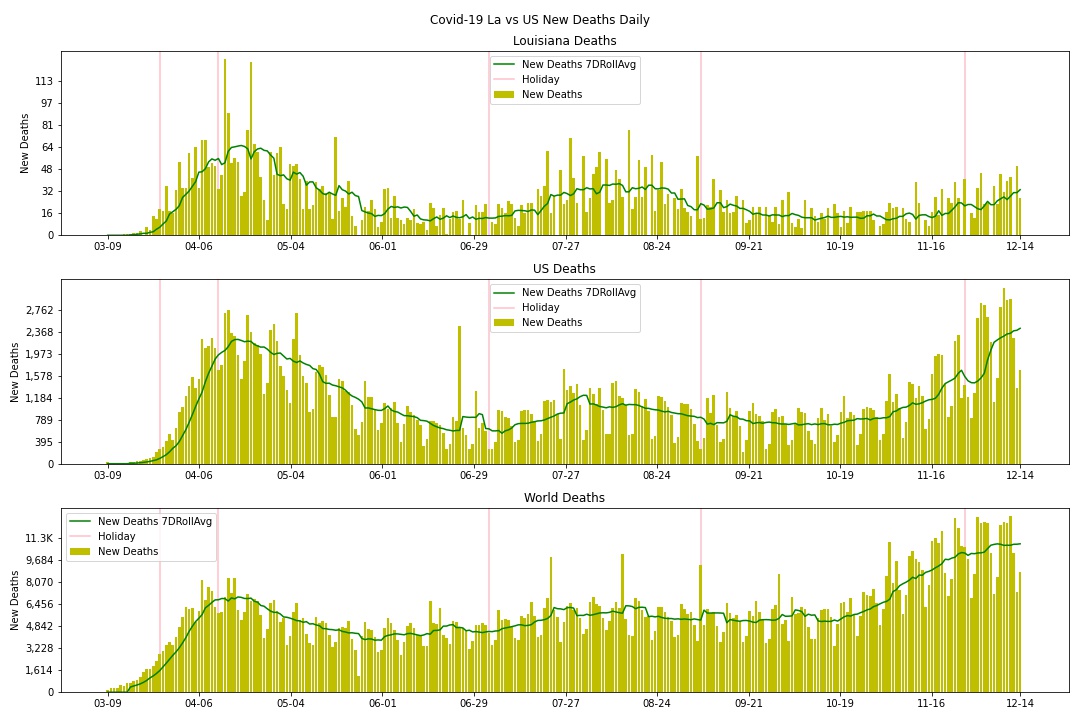 Covid-19 La vs US New Deaths Daily
Louisiana Deaths
New Deaths
113
97
81
64
48
32
16
0
New Deaths 7DRollAvg
Holiday
New Deaths
03-09 04-06 05-04 06-01 06-29 07-27 08-24 09-21 10-19 11-16 12-14
US Deaths
New Deaths
2,762
2,368
1,973
1,578
1,184
789
395
0
New Deaths 7DRollAvg
Holiday
New Deaths
03-09 04-06 05-04 06-01 06-29 07-27 08-24 09-21 10-19 11-16 12-14
World Deaths
New Deaths
11.3K
9,684
8,070
6,456
4,842
3,228
1,614
0
New Deaths 7DRollAvg
Holiday
New Deaths
03-09 04-06 05-04 06-01 06-29 07-27 08-24 09-21 10-19 11-16 12-14